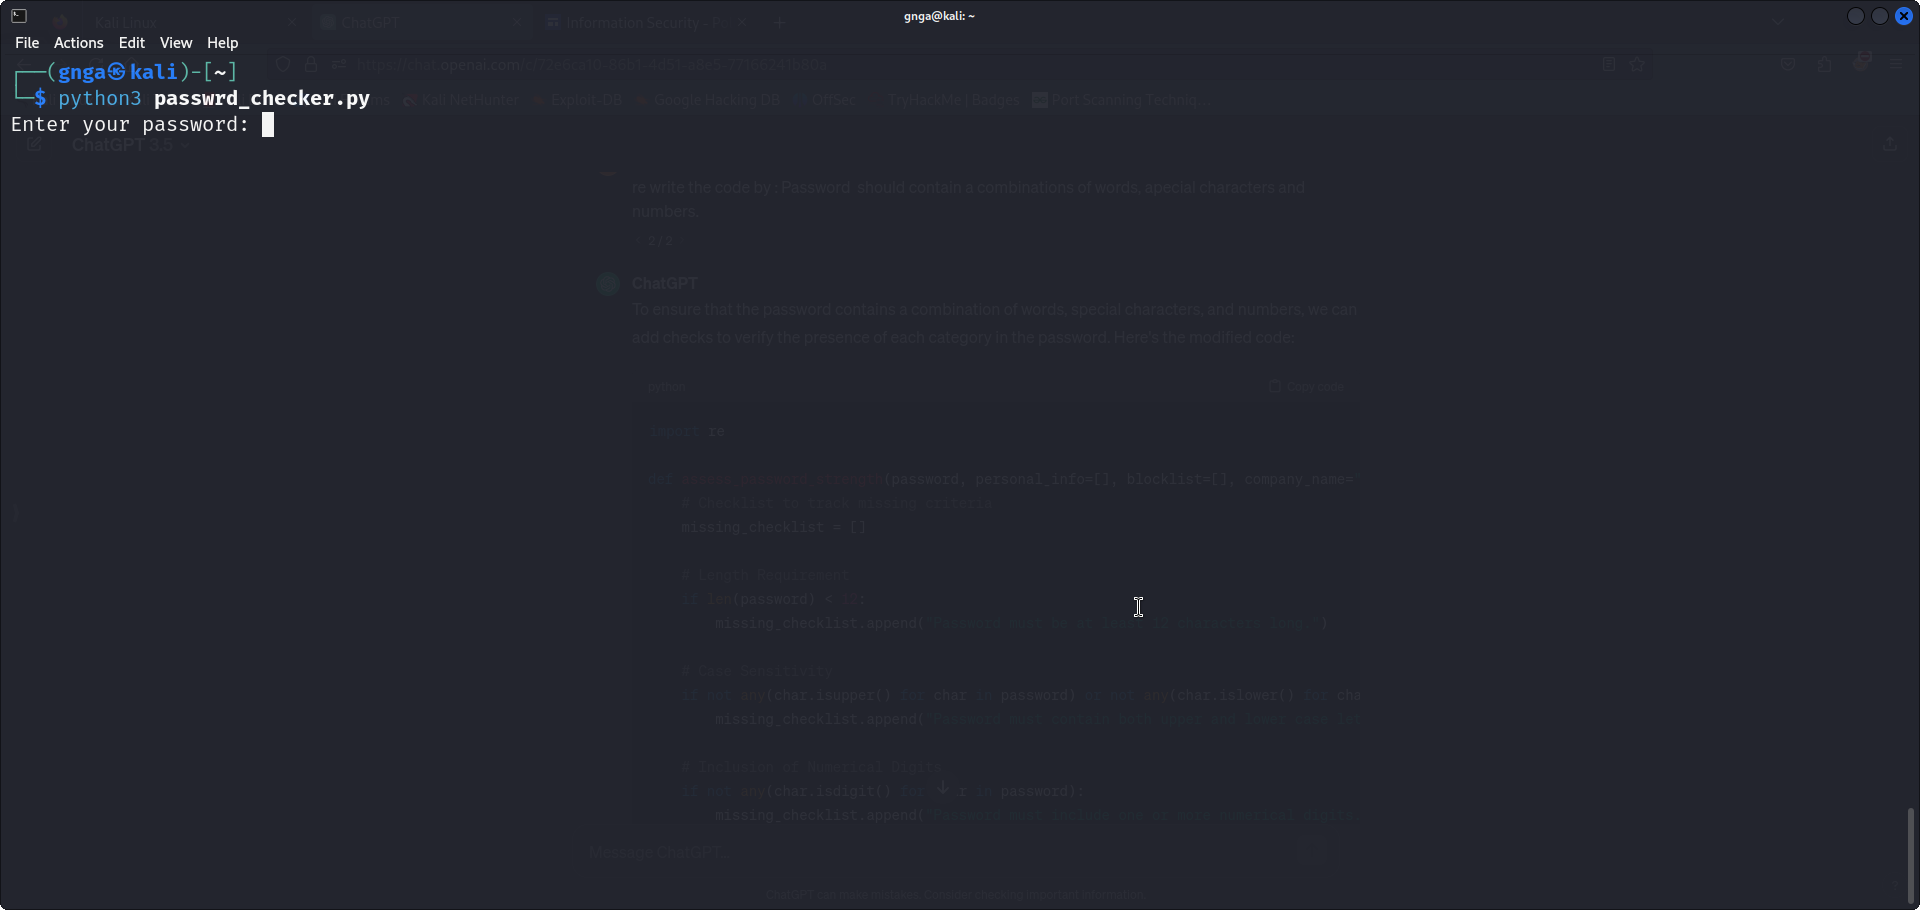 gnga@kali: ~
File Actions Edit View Help
(gnga㉿kali)-[~]
$ python3 passwrd_checker.py
Enter your password:
Kali Linux
ChatGPT
Information Security - P
https://chat.openai.com/
Kali NetHunter Exploit-DB Google Hacking DB OffSec TryHackMe | Badges Port Scanning Techniq
ChatGPT 3.5
re write the code by : Password should contain a combinations of words, special characters and
numbers.
2 / 2
ChatGPT
To ensure that the password contains a combination of words, special characters, and numbers, we can
add checks to verify the presence of each category in the password. Here's the modified code:
python Copy code
import re
def assess_password_strength(password, personal_info=[], blocklist=[], company_name="
# Checklist to track missing criteria
missing_checklist = []
# Length Requirement
if len(password) < 12:
missing_checklist.append("Password must be at least 12 characters long.")
# Case Sensitivity
if not any(char.isupper() for char in password) or not any(char.islower() for cha
missing_checklist.append("Password must contain both upper and lower case let
# Inclusion of Numerical Digits
if not any(char.isdigit() for r in password):
missing_checklist.append("Password must include one or more numerical digits
Message ChatGPT...
ChatGPT can make mistakes. Consider checking important information.